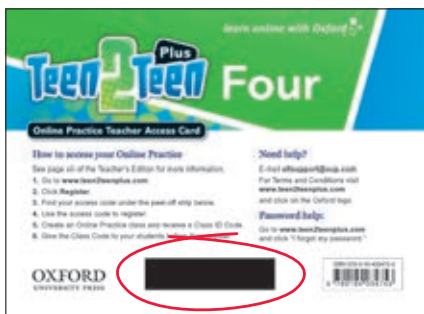 learn online with Oxford
Plus
Teen2Teen Four
Online Practice Teacher Access Card
How to access your Online Practice
See page xii of the Teacher's Edition for more information.
1. Go to www.teen2teenplus.com
2. Click Register.
3. Find your access code under the peel-off strip below.
4. Use the access code to register.
5. Create an Online Practice class and receive a Class ID Code.
6. Give the Class Code to your students
Need help?
E-mail eltsupport@oup.com
For Terms and Conditions visit
www.teen2teenplus.com
and click on the Oxford logo
Password help:
Go to www.teen2teenplus.com
and click "I forgot my password."
OXFORD
UNIVERSITY PRESS